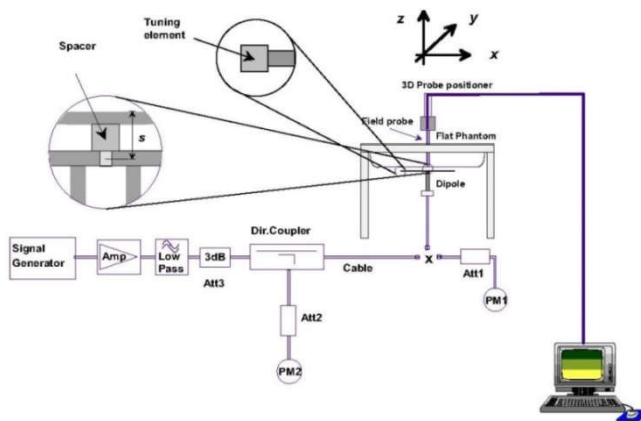 Tuning
element
Spacer
z
y
x
s
3D Probe positioner
Field probe
Flat Phantom
Dipole
Signal
Generator
Amp
Low
Pass
3dB
Att3
Dir.Coupler
Cable
x
Att1
PM1
Att2
PM2